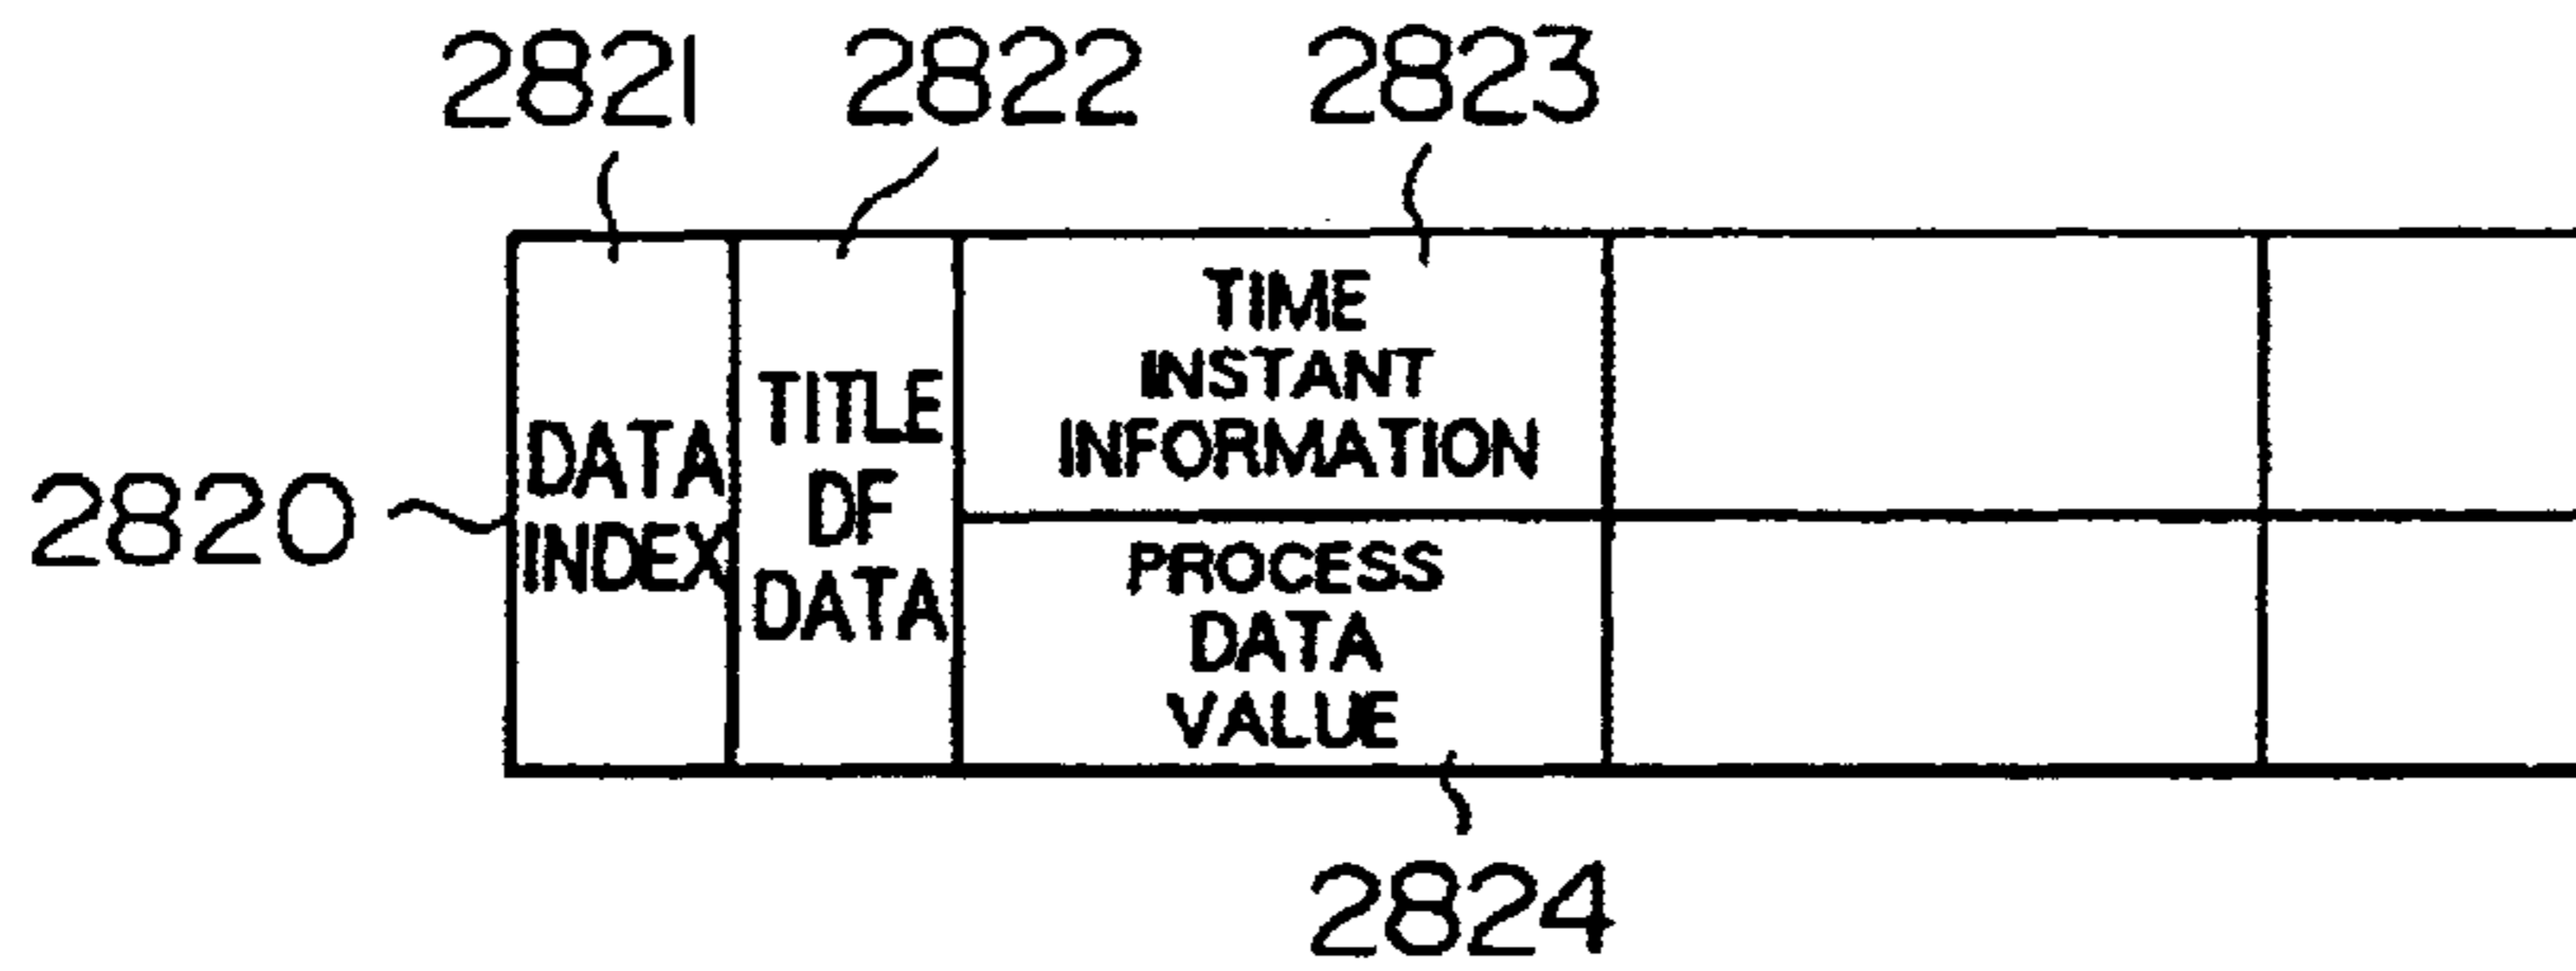 2821 2822 2823
TIME
INSTANT
INFORMATION
TITLE
DF
DATA
DATA
INDEX
2820
PROCESS
DATA
VALUE
2824